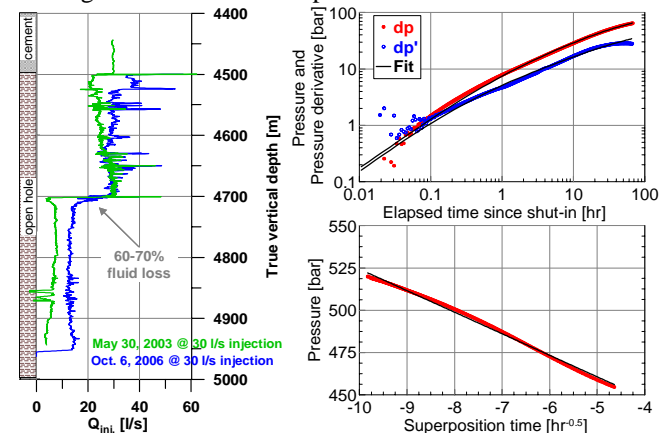 cement
open hole
4400
4500
4600
4700
4800
4900
5000
True vertical depth [m]
60-70%
fluid loss
May 30, 2003 @ 30 l/s injection
Oct. 6, 2006 @ 30 l/s injection
0 20 40 60
Qinj. [l/s]
100
10
1
0.1
Pressure and
Pressure derivative [bar]
dp
dp'
Fit
0.01 0.1 1 10 100
Elapsed time since shut-in [hr]
550
525
500
475
450
Pressure [bar]
-10 -9 -8 -7 -6 -5 -4
Superposition time [hr-0.5]